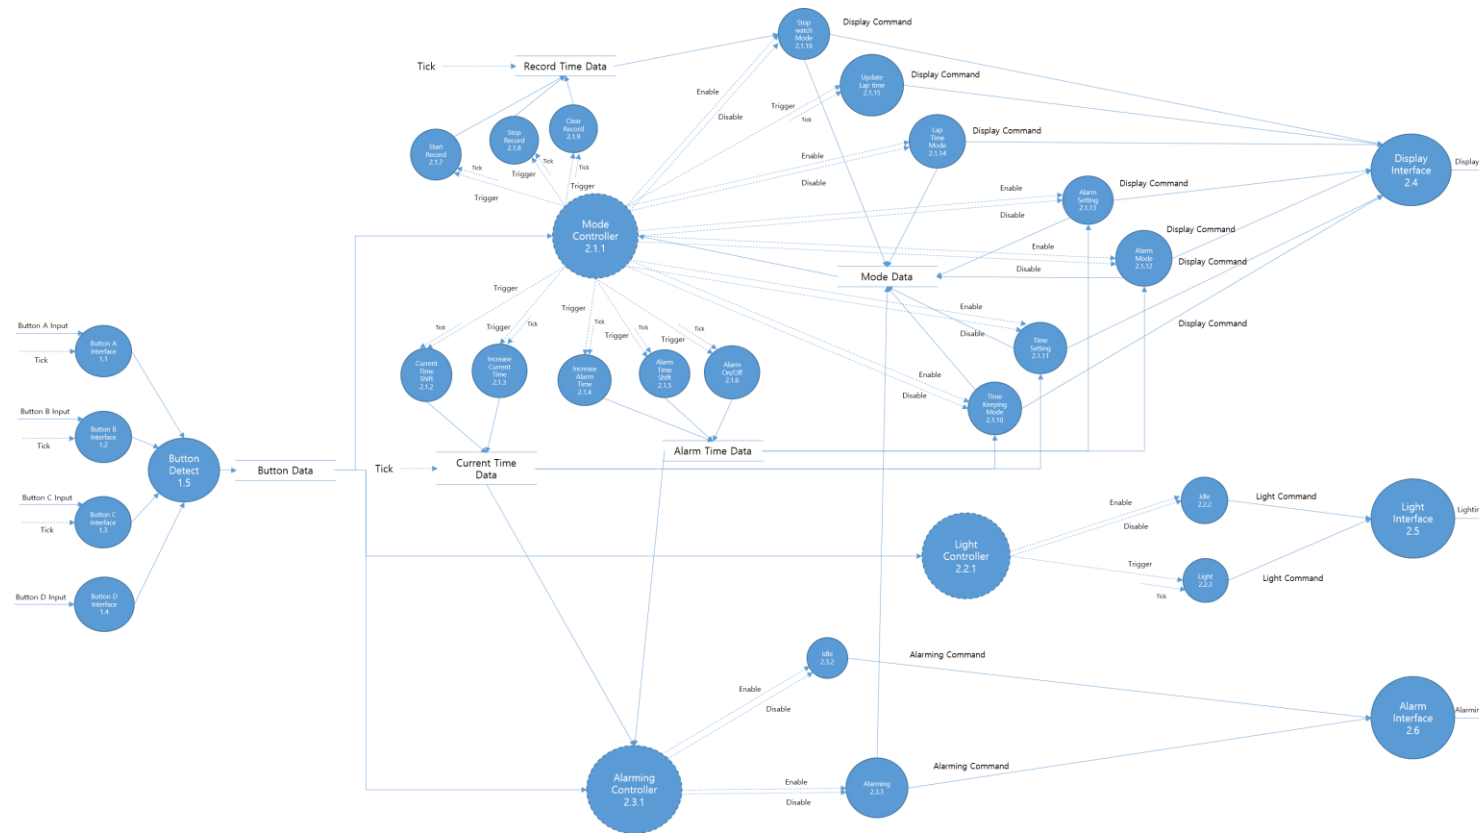 Stop
watch
Mode
2.1.16
Display Command
Tick
Record Time Data
Update
Lap time
2.1.15
Display Command
Enable
Disable
Trigger
Tick
Clear
Record
2.1.9
Stop
Record
2.1.8
Start
Record
2.1.7
Tick
Tick
Tick
Trigger
Trigger
Trigger
Lap
Time
Mode
2.1.14
Display Command
Enable
Disable
Display
Interface
2.4
Display
Alarm
Setting
2.1.13
Display Command
Enable
Disable
Mode
Controller
2.1.1
Alarm
Mode
2.1.12
Display Command
Enable
Disable
Display Command
Mode Data
Trigger
Tick
Trigger
Tick
Trigger
Tick
Trigger
Tick
Trigger
Tick
Enable
Disable
Time
Setting
2.1.11
Display Command
Button A Input
Tick
Button A
Interface
1.1
Current
Time
Shift
2.1.2
Increase
Current
Time
2.1.3
Increase
Alarm
Time
2.1.4
Alarm
Time
Shift
2.1.5
Alarm
On/Off
2.1.6
Enable
Disable
Time
Keeping
Mode
2.1.10
Button B Input
Tick
Button B
Interface
1.2
Button
Detect
1.5
Button Data
Tick
Current Time
Data
Alarm Time Data
Button C Input
Tick
Button C
Interface
1.3
Button D Input
Button D
Interface
1.4
Light
Controller
2.2.1
Enable
Disable
Idle
2.2.2
Light Command
Trigger
Tick
Light
2.2.3
Light Command
Light
Interface
2.5
Lightin
Idle
2.3.2
Alarming Command
Enable
Disable
Alarming
Controller
2.3.1
Enable
Disable
Alarming
2.3.3
Alarming Command
Alarm
Interface
2.6
Alarmin